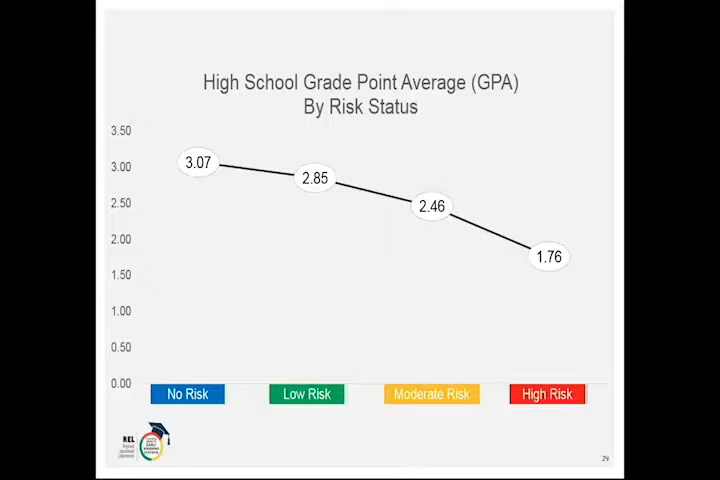 High School Grade Point Average (GPA)
By Risk Status
3.50
3.00
2.50
2.00
1.50
1.00
0.50
0.00
3.07
2.85
2.46
1.76
No Risk
Low Risk
Moderate Risk
High Risk
REL
29